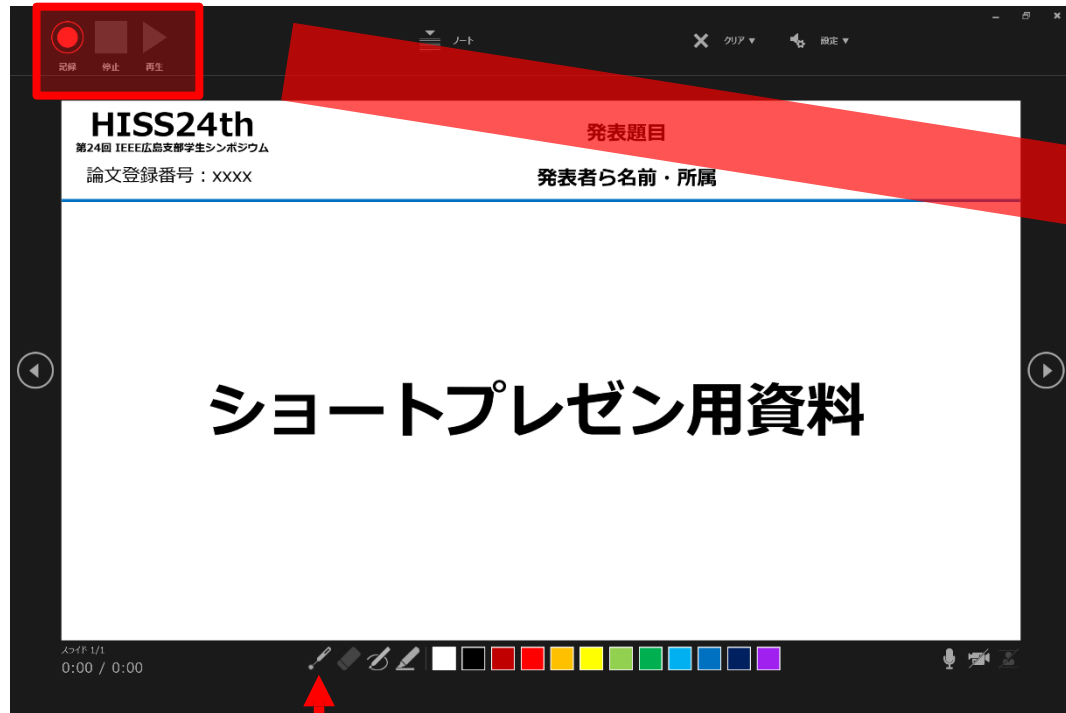 ノート
クリア ▼
設定 ▼
記録 停止 再生
HISS24th
第24回 IEEE広島支部学生シンポジウム
論文登録番号：xxxx
発表題目
発表者ら名前・所属
ショートプレゼン用資料
スライド 1/1
0:00 / 0:00